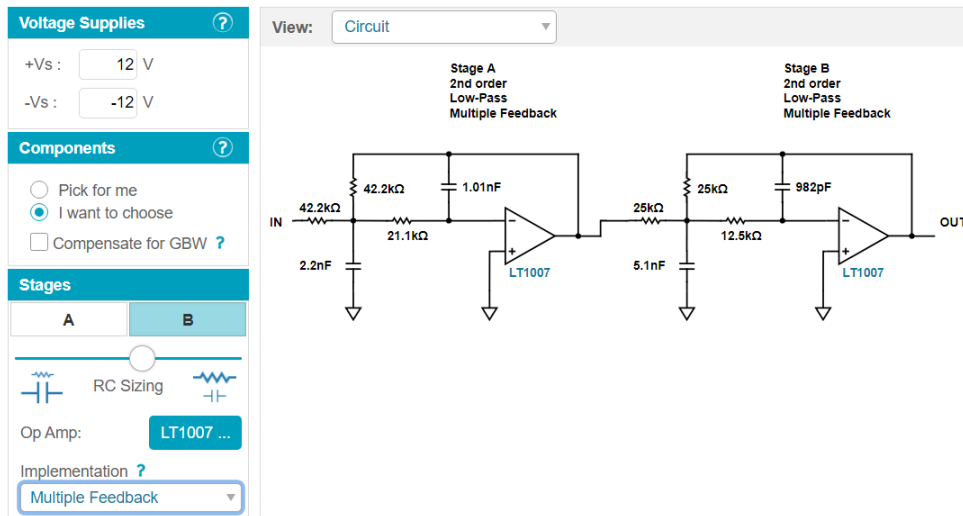 Voltage Supplies ?
+Vs : 12 V
-Vs : -12 V
Components ?
Pick for me
I want to choose
Compensate for GBW ?
Stages
A B
RC Sizing
Op Amp: LT1007 ...
Implementation ?
Multiple Feedback
View: Circuit
Stage A
2nd order
Low-Pass
Multiple Feedback
Stage B
2nd order
Low-Pass
Multiple Feedback
42.2kΩ
1.01nF
42.2kΩ
IN
21.1kΩ
2.2nF
LT1007
25kΩ
982pF
25kΩ
12.5kΩ
5.1nF
LT1007
OUT